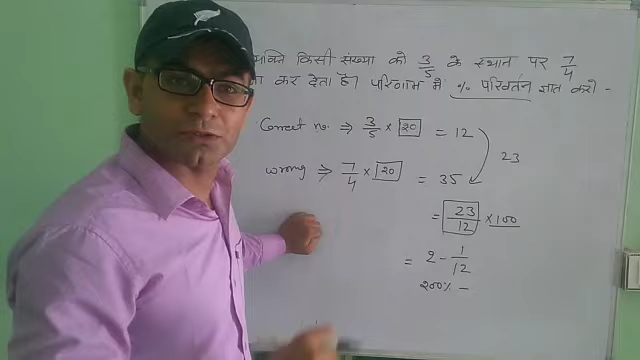 व्यक्ति किसी संख्या को 3/5 के स्थान पर 7/4
कर देता है। परिणाम में % परिवर्तन ज्ञात करो -
Correct no. ⇒ 3/5 × 20 = 12
23
wrong ⇒ 7/4 × 20 = 35
= 23/12 × 100
= 2 - 1/12
200% -